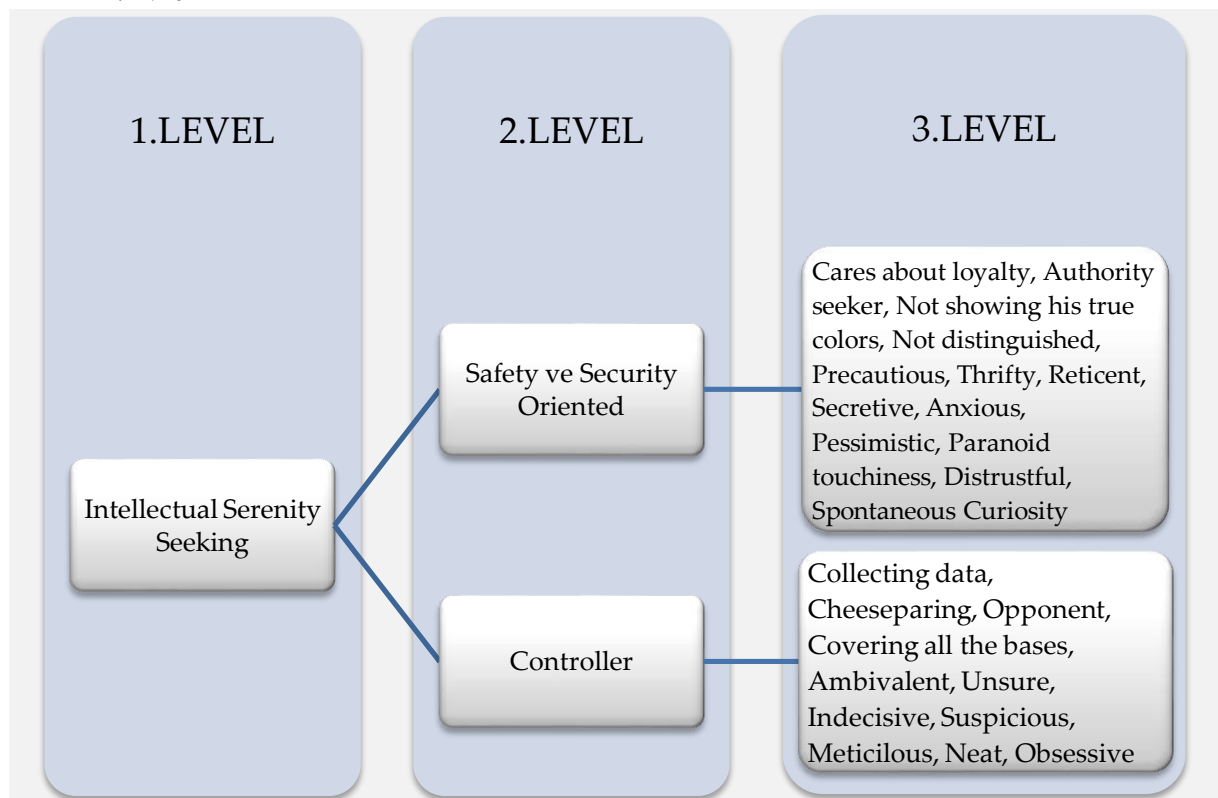 1.LEVEL
2.LEVEL
3.LEVEL
Intellectual Serenity
Seeking
Safety ve Security
Oriented
Controller
Cares about loyalty, Authority
seeker, Not showing his true
colors, Not distinguished,
Precautious, Thrifty, Reticent,
Secretive, Anxious,
Pessimistic, Paranoid
touchiness, Distrustful,
Spontaneous Curiosity
Collecting data,
Cheeseparing, Opponent,
Covering all the bases,
Ambivalent, Unsure,
Indecisive, Suspicious,
Meticilous, Neat, Obsessive